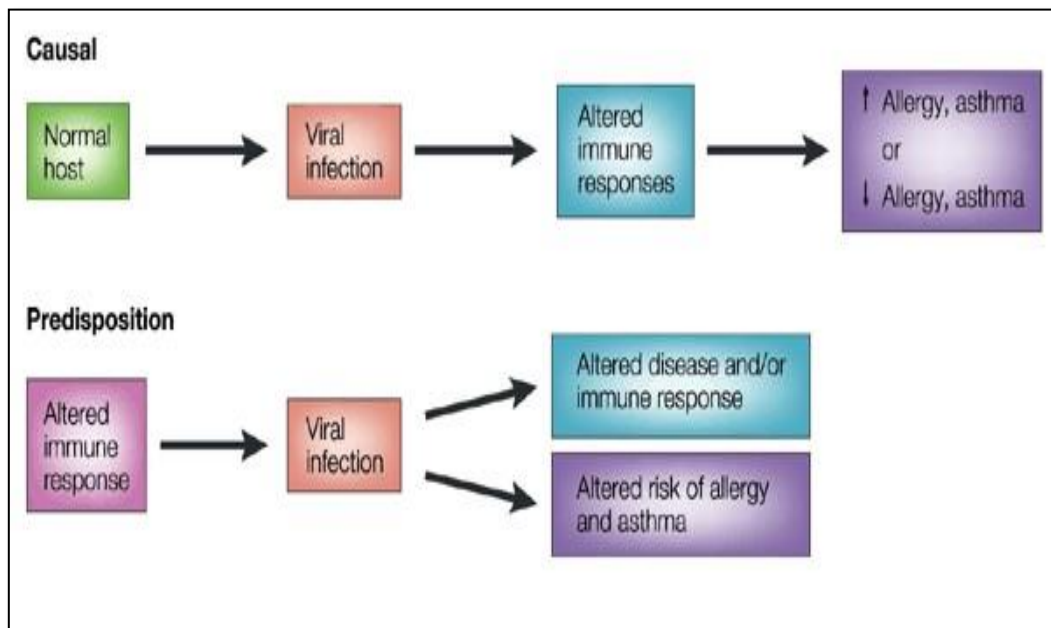 Causal
Normal
host
Viral
infection
Altered
immune
responses
↑ Allergy, asthma
or
↓ Allergy, asthma
Predisposition
Altered
immune
response
Viral
infection
Altered disease and/or
immune response
Altered risk of allergy
and asthma